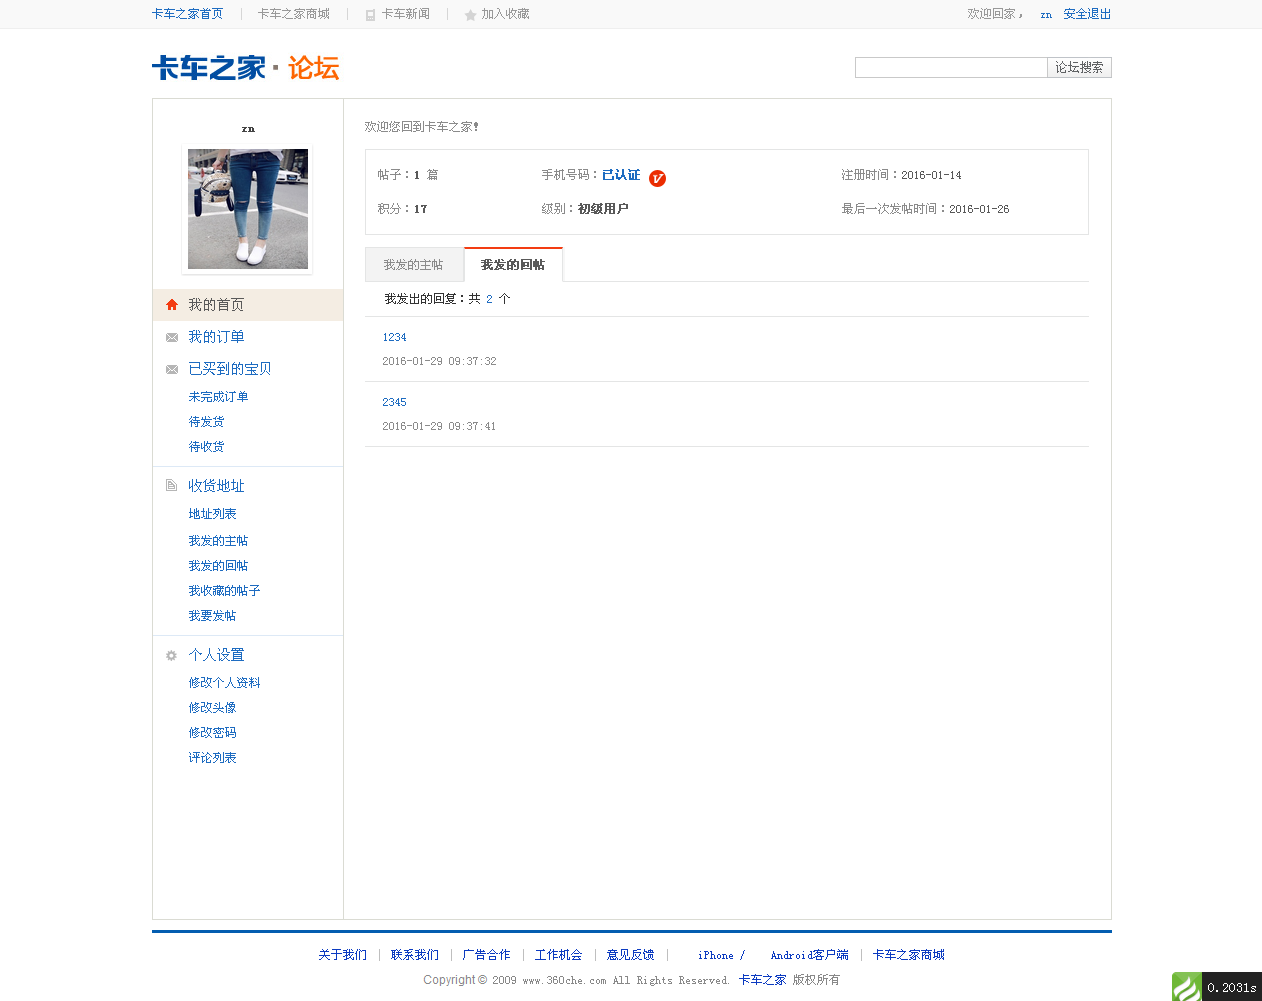 卡车之家首页 卡车之家商城 卡车新闻 加入收藏 欢迎回家， zn 安全退出
卡车之家·论坛 论坛搜索
zn
欢迎您回到卡车之家!
帖子：1 篇 手机号码：已认证 V 注册时间：2016-01-14
积分：17 级别：初级用户 最后一次发帖时间：2016-01-26
我发的主帖 我发的回帖
我发出的回复：共 2 个
1234
2016-01-29 09:37:32
2345
2016-01-29 09:37:41
我的首页
我的订单
已买到的宝贝
未完成订单
待发货
待收货
收货地址
地址列表
我发的主帖
我发的回帖
我收藏的帖子
我要发帖
个人设置
修改个人资料
修改头像
修改密码
评论列表
关于我们 联系我们 广告合作 工作机会 意见反馈 iPhone / Android客户端 卡车之家商城
Copyright © 2009 www.360che.com All Rights Reserved. 卡车之家 版权所有
0.2031s